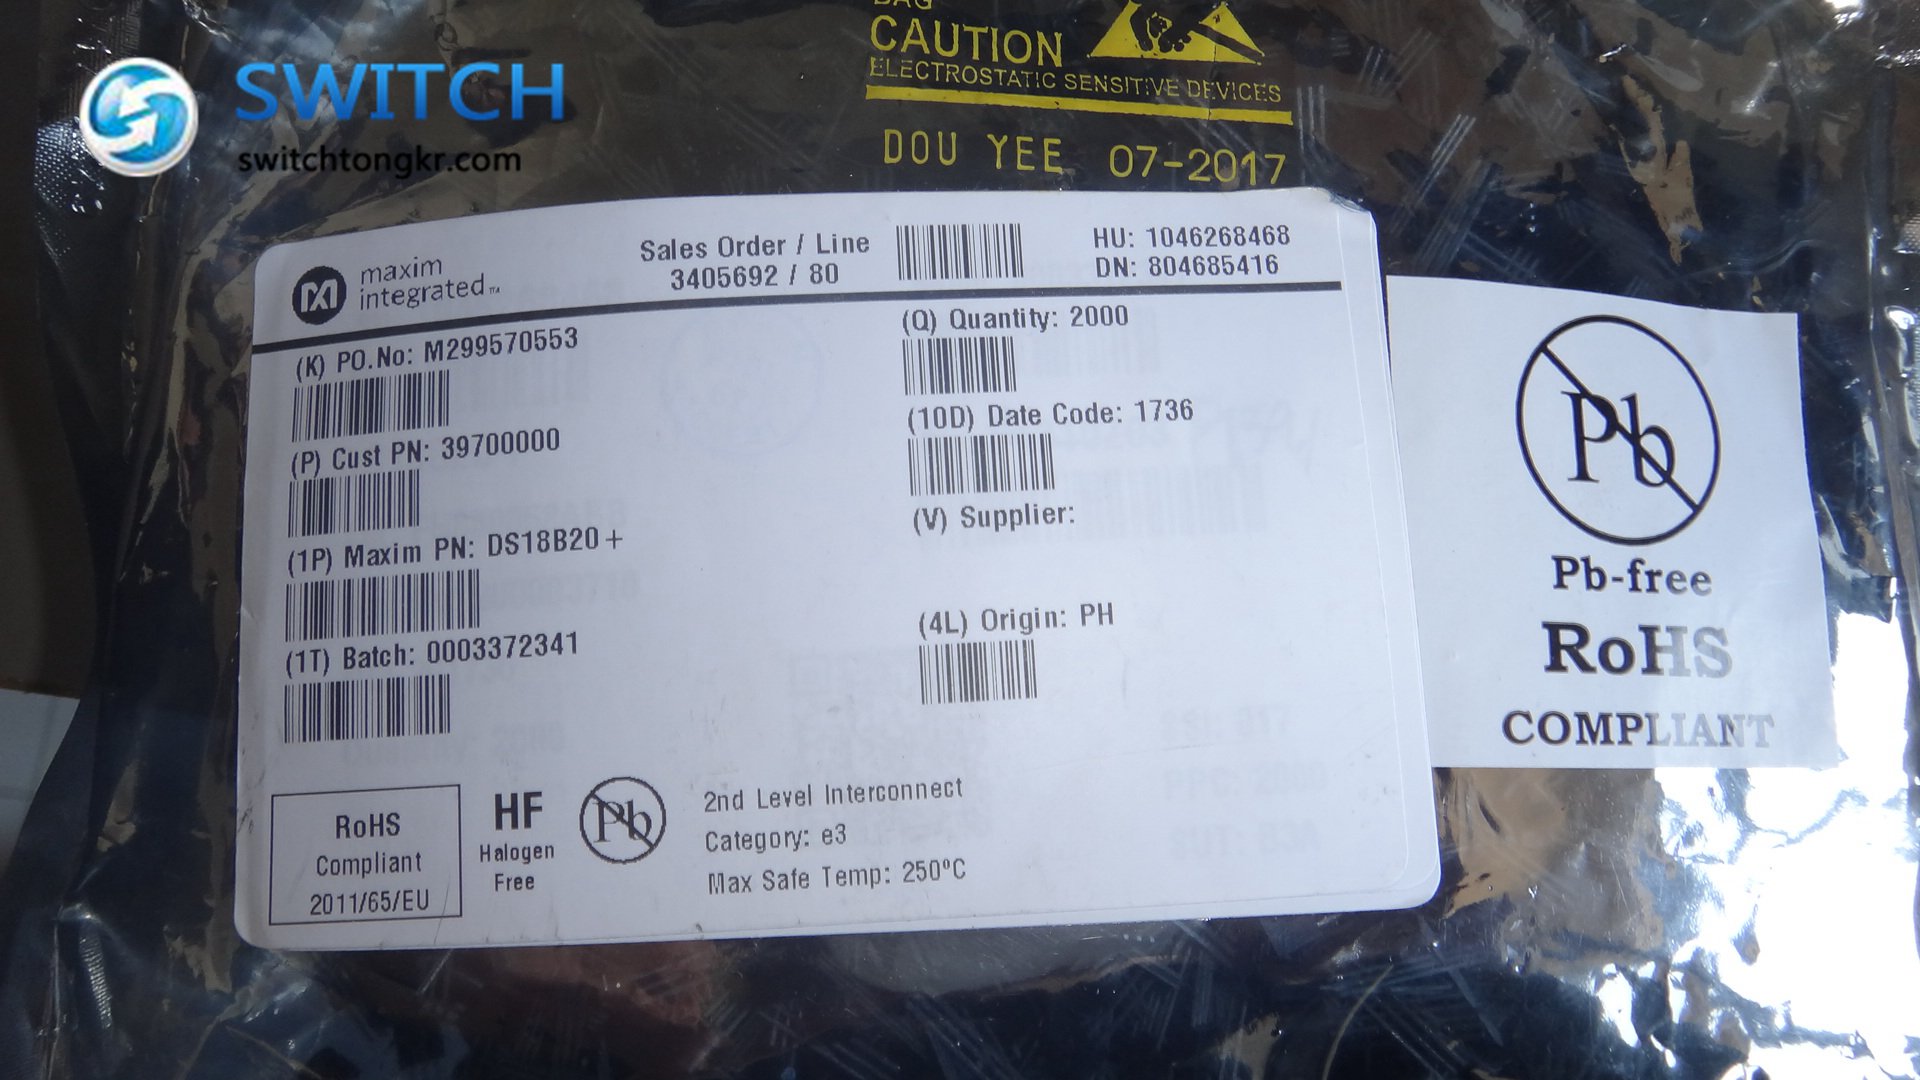 SWITCH
switchtongkr.com
BAG
CAUTION
ELECTROSTATIC SENSITIVE DEVICES
DOU YEE 07-2017
maxim
integrated™
Sales Order / Line
3405692 / 80
HU: 1046268468
DN: 804685416
(K) PO.No: M299570553
(P) Cust PN: 39700000
(1P) Maxim PN: DS18B20+
(1T) Batch: 0003372341
(Q) Quantity: 2000
(10D) Date Code: 1736
(V) Supplier:
(4L) Origin: PH
RoHS
Compliant
2011/65/EU
HF
Halogen
Free
Pb
2nd Level Interconnect
Category: e3
Max Safe Temp: 250ºC
Pb
Pb-free
RoHS
COMPLIANT